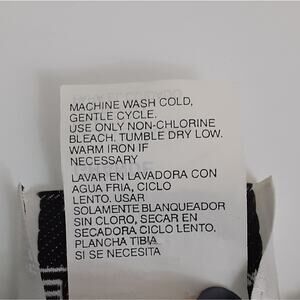 MACHINE WASH COLD,
GENTLE CYCLE.
USE ONLY NON-CHLORINE
BLEACH. TUMBLE DRY LOW.
WARM IRON IF
NECESSARY
LAVAR EN LAVADORA CON
AGUA FRIA, CICLO
LENTO. USAR
SOLAMENTE BLANQUEADOR
SIN CLORO, SECAR EN
SECADORA CICLO LENTO.
PLANCHA TIBIA
SI SE NECESITA